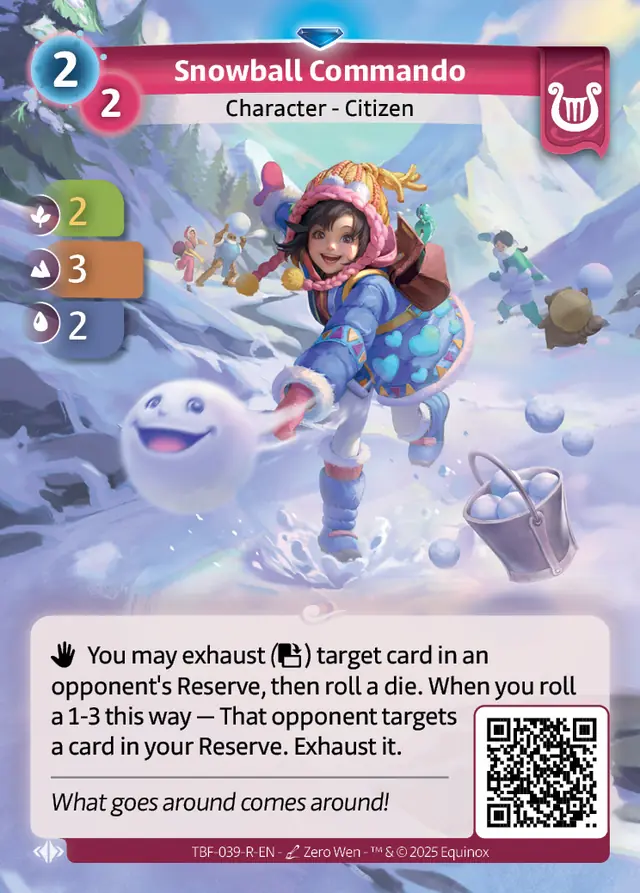 2
Snowball Commando
2
Character - Citizen
2
3
2
You may exhaust () target card in an
opponent's Reserve, then roll a die. When you roll
a 1-3 this way — That opponent targets
a card in your Reserve. Exhaust it.
What goes around comes around!
TBF-039-R-EN - Zero Wen - ™ & © 2025 Equinox